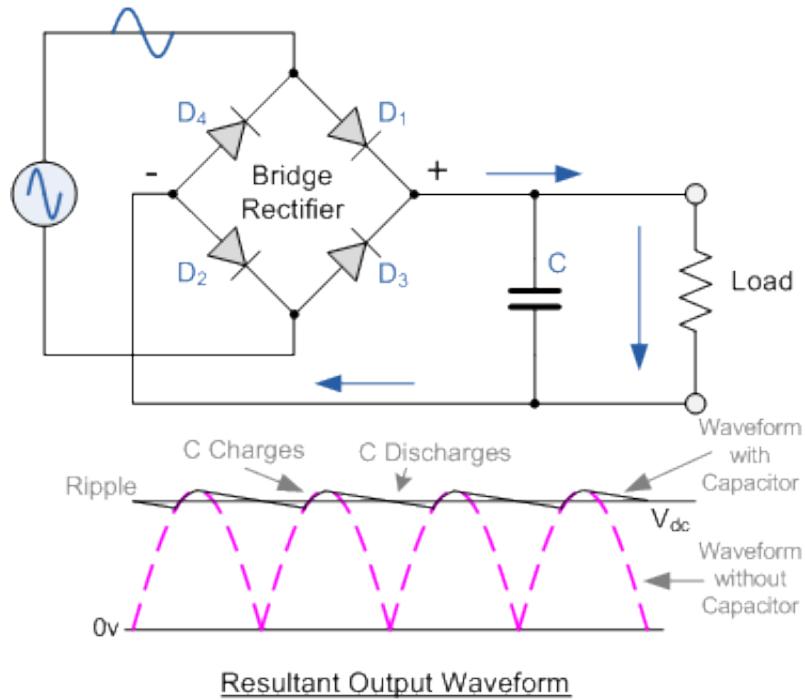 D4
D1
-
+
Bridge
Rectifier
D2
D3
C
Load
C Charges
C Discharges
Waveform
with
Capacitor
Ripple
Vdc
Waveform
without
Capacitor
0v
Resultant Output Waveform